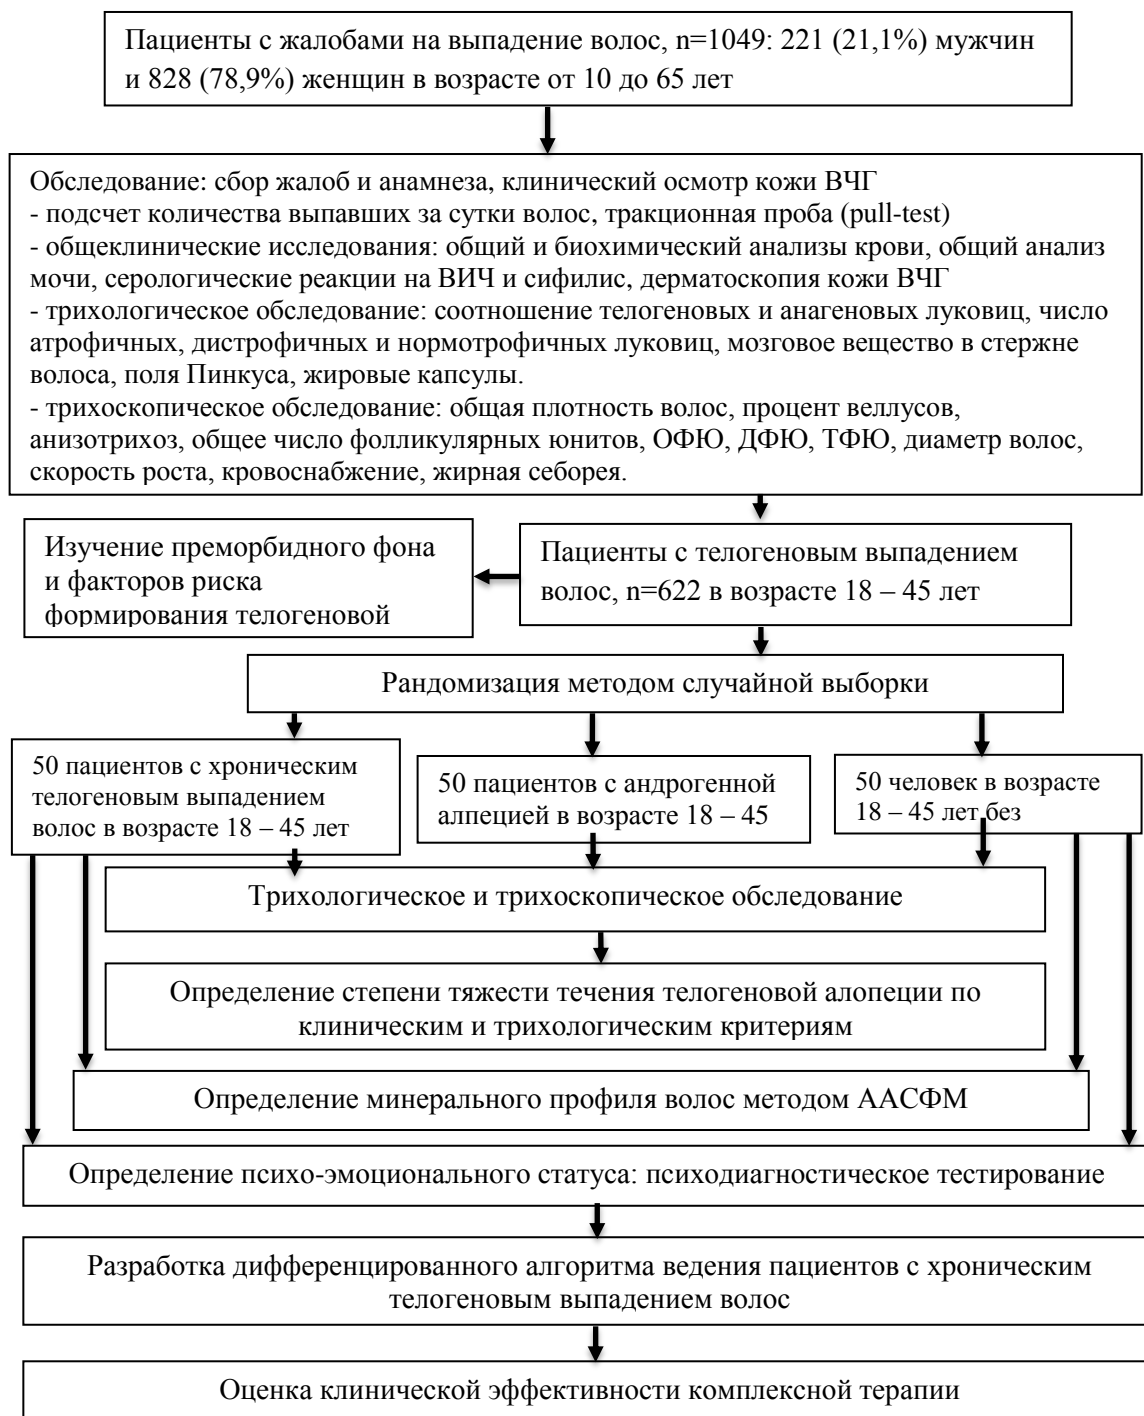 Пациенты с жалобами на выпадение волос, n=1049: 221 (21,1%) мужчин
и 828 (78,9%) женщин в возрасте от 10 до 65 лет
Обследование: сбор жалоб и анамнеза, клинический осмотр кожи ВЧГ
- подсчет количества выпавших за сутки волос, тракционная проба (pull-test)
- общеклинические исследования: общий и биохимический анализы крови, общий анализ
мочи, серологические реакции на ВИЧ и сифилис, дерматоскопия кожи ВЧГ
- трихологическое обследование: соотношение телогеновых и анагеновых луковиц, число
атрофичных, дистрофичных и нормотрофичных луковиц, мозговое вещество в стержне
волоса, поля Пинкуса, жировые капсулы.
- трихоскопическое обследование: общая плотность волос, процент веллусов,
анизотрихоз, общее число фолликулярных юнитов, ОФЮ, ДФЮ, ТФЮ, диаметр волос,
скорость роста, кровоснабжение, жирная себорея.
Изучение преморбидного фона
и факторов риска
формирования телогеновой
Пациенты с телогеновым выпадением
волос, n=622 в возрасте 18 – 45 лет
Рандомизация методом случайной выборки
50 пациентов с хроническим
телогеновым выпадением
волос в возрасте 18 – 45 лет
50 пациентов с андрогенной
алпецией в возрасте 18 – 45
50 человек в возрасте
18 – 45 лет без
Трихологическое и трихоскопическое обследование
Определение степени тяжести течения телогеновой алопеции по
клиническим и трихологическим критериям
Определение минерального профиля волос методом ААСФМ
Определение психо-эмоционального статуса: психодиагностическое тестирование
Разработка дифференцированного алгоритма ведения пациентов с хроническим
телогеновым выпадением волос
Оценка клинической эффективности комплексной терапии